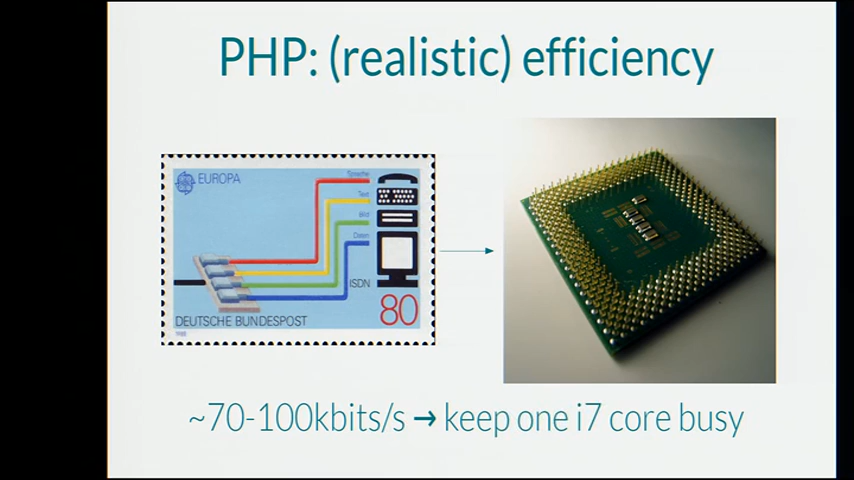 PHP: (realistic) efficiency
EUROPA
Sprache
Text
Bild
Daten
ISDN
80
DEUTSCHE BUNDESPOST
1988
~70-100kbits/s → keep one i7 core busy